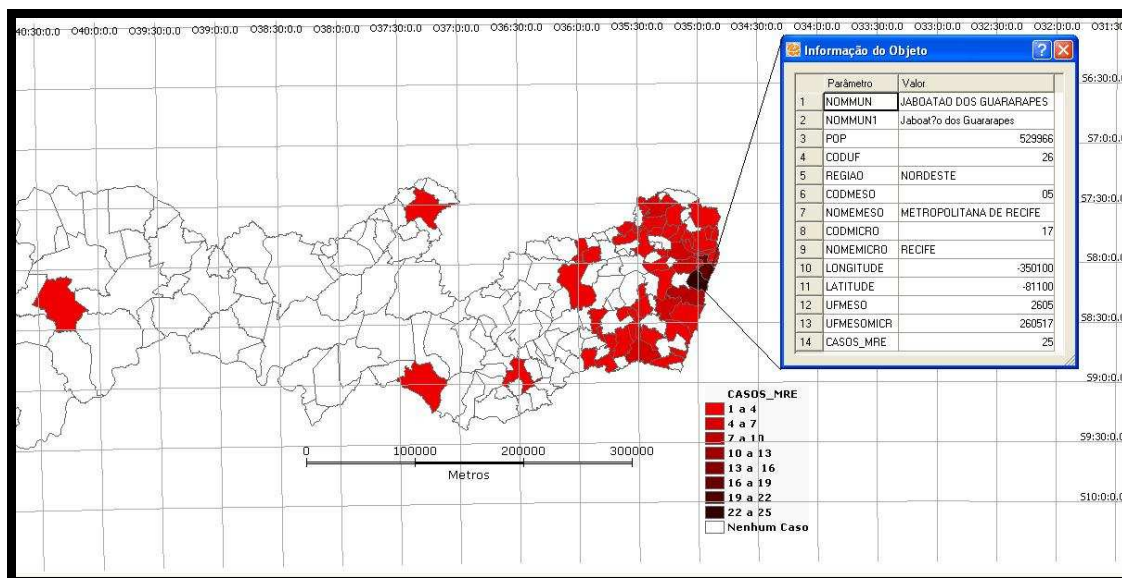 40:30:0.0 O40:0:0.0 O39:30:0.0 O39:0:0.0 O38:30:0.0 O38:0:0.0 O37:30:0.0 O37:0:0.0 O36:30:0.0 O36:0:0.0 O35:30:0.0 O35:0:0.0 O34:30:0.0 O34:0:0.0 O33:30:0.0 O33:0:0.0 O32:30:0.0 O32:0:0.0 O31:30
Informação do Objeto
Parâmetro Valor
1 NOMMUN JABOATAO DOS GUARARAPES
2 NOMMUN1 Jaboat?o dos Guararapes
3 POP 529966
4 CODUF 26
5 REGIAO NORDESTE
6 CODMESO 05
7 NOMEMESO METROPOLITANA DE RECIFE
8 CODMICRO 17
9 NOMEMICRO RECIFE
10 LONGITUDE -350100
11 LATITUDE -81100
12 UFMESO 2605
13 UFMESOMICR 260517
14 CASOS_MRE 25
S6:30:0.0
S7:0:0.0
S7:30:0.0
S8:0:0.0
S8:30:0.0
S9:0:0.0
S9:30:0.0
S10:0:0.0
0 100000 200000 300000
Metros
CASOS_MRE
1 a 4
4 a 7
7 a 10
10 a 13
13 a 16
16 a 19
19 a 22
22 a 25
Nenhum Caso